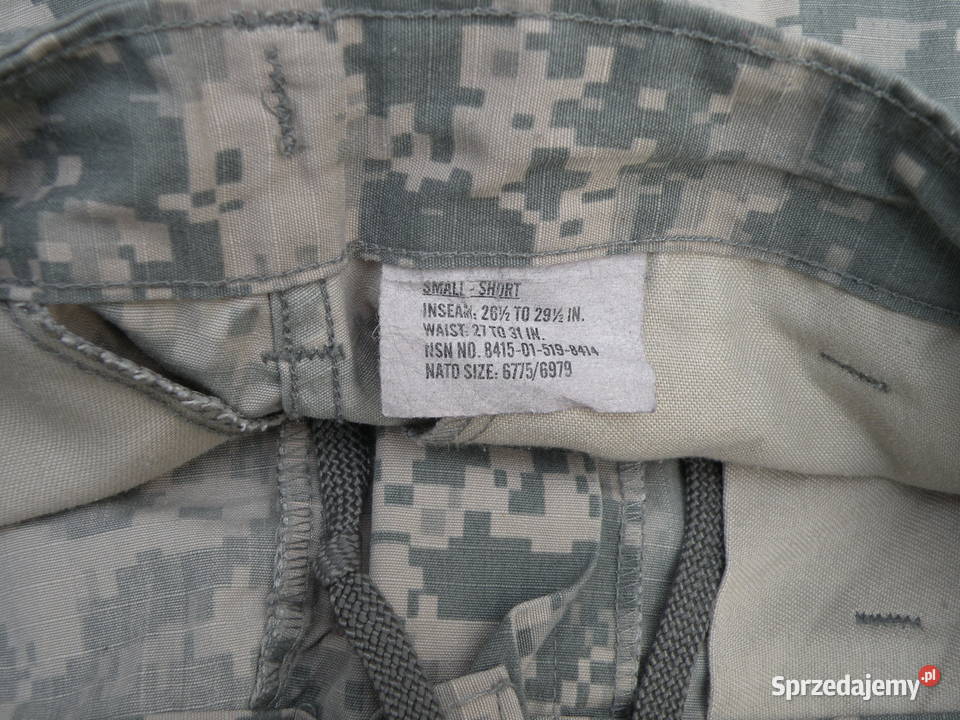 SMALL - SHORT
INSEAM: 26½ TO 29½ IN.
WAIST: 27 TO 31 IN.
NSN NO. 8415-01-519-8414
NATO SIZE: 6775/6979
Sprzedajemy.pl